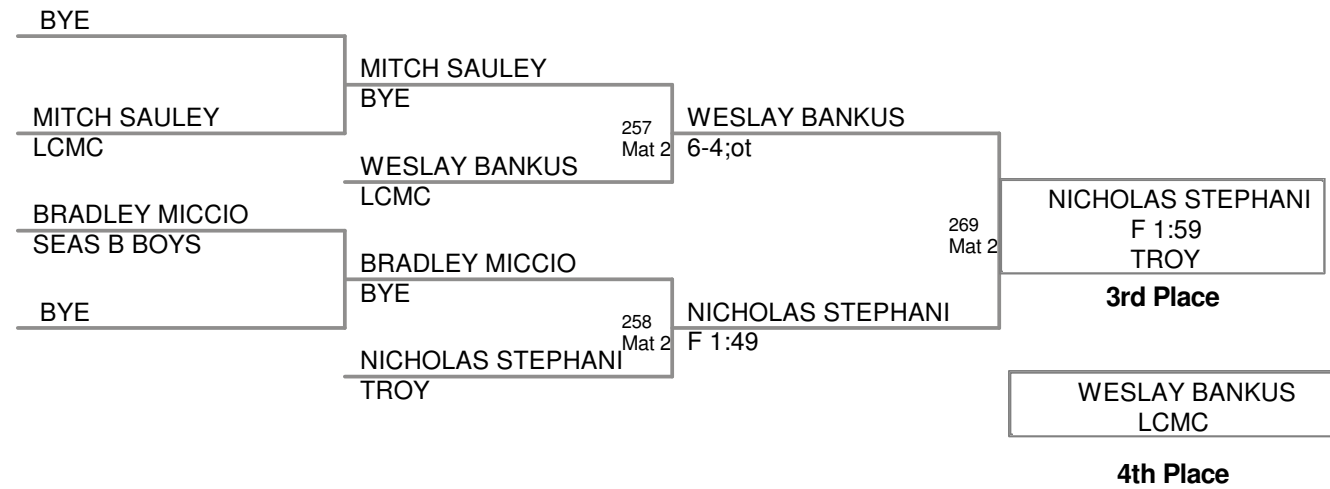 BYE
MITCH SAULEY
LCMC
BRADLEY MICCIO
SEAS B BOYS
BYE
MITCH SAULEY
BYE
WESLAY BANKUS
LCMC
BRADLEY MICCIO
BYE
NICHOLAS STEPHANI
TROY
257
Mat 2
WESLAY BANKUS
6-4;ot
258
Mat 2
NICHOLAS STEPHANI
F 1:49
269
Mat 2
NICHOLAS STEPHANI
F 1:59
TROY
3rd Place
WESLAY BANKUS
LCMC
4th Place